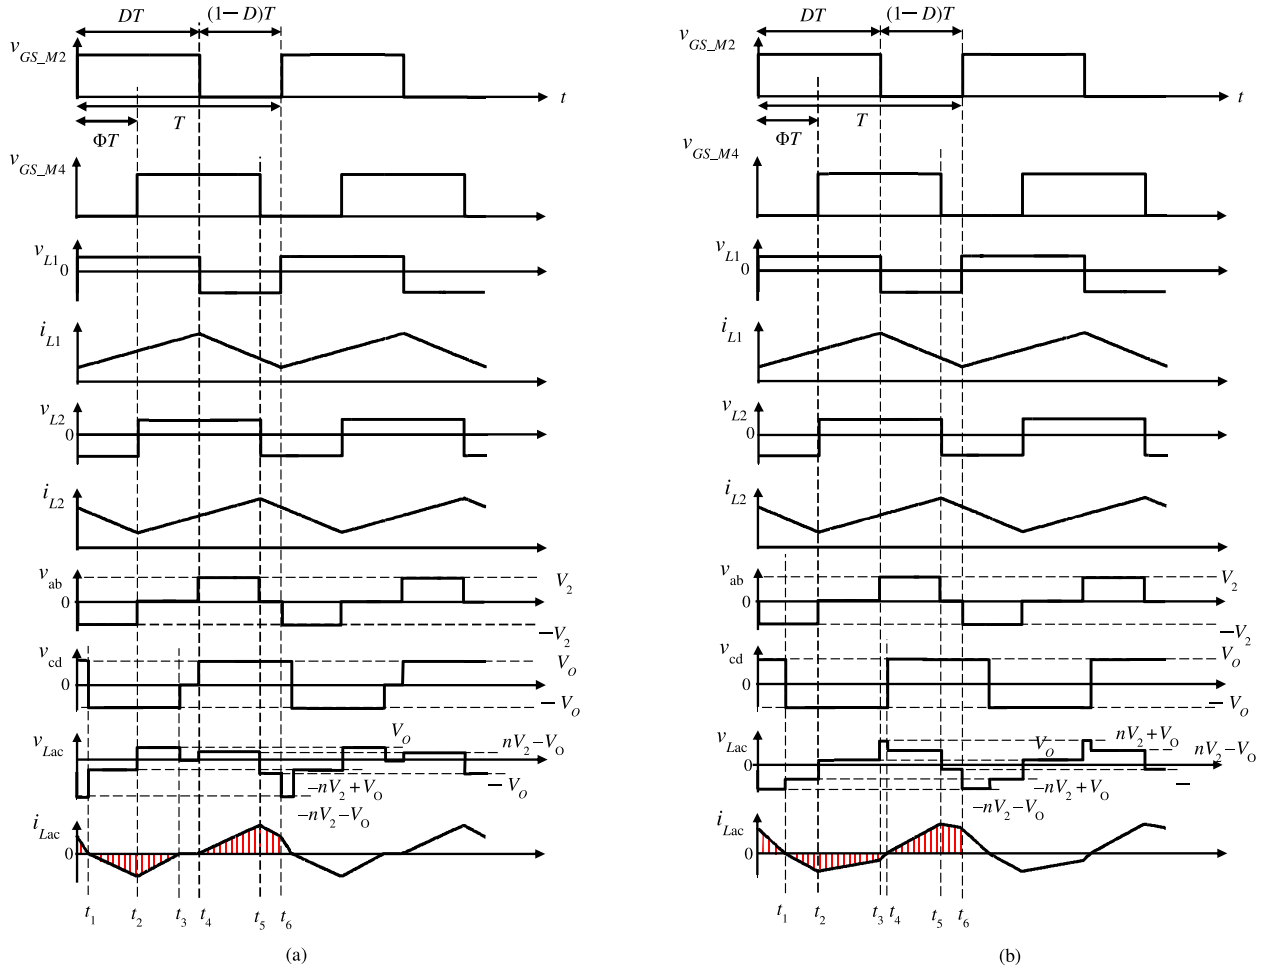 DT
(1−D)T
v_GS_M2
t
T
ΦT
v_GS_M4
v_L1
0
i_L1
v_L2
0
i_L2
v_ab
0
V_2
−V_2
v_cd
0
V_O
−V_O
v_Lac
V_O
nV_2−V_O
−nV_2+V_O
−V_O
−nV_2−V_O
i_Lac
0
t_1
t_2
t_3
t_4
t_5
t_6
(a)
DT
(1−D)T
v_GS_M2
t
T
ΦT
v_GS_M4
v_L1
0
i_L1
v_L2
0
i_L2
v_ab
0
V_2
−V_2
v_cd
0
V_O
−V_O
v_Lac
0
V_O
nV_2+V_O
nV_2−V_O
−
−nV_2+V_O
−nV_2−V_O
i_Lac
0
t_1
t_2
t_3
t_4
t_5
t_6
(b)